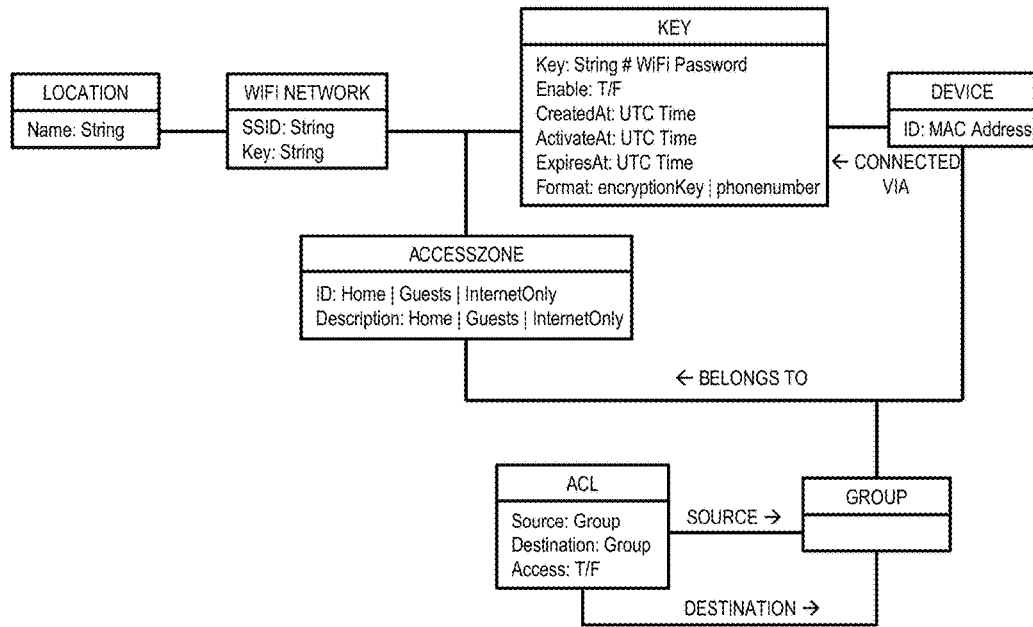 KEY
Key: String # WiFi Password
Enable: T/F
CreatedAt: UTC Time
ActivateAt: UTC Time
ExpiresAt: UTC Time
Format: encryptionKey | phonenumber
LOCATION
Name: String
WIFI NETWORK
SSID: String
Key: String
DEVICE
ID: MAC Address
← CONNECTED
VIA
ACCESSZONE
ID: Home | Guests | InternetOnly
Description: Home | Guests | InternetOnly
← BELONGS TO
ACL
Source: Group
Destination: Group
Access: T/F
SOURCE →
GROUP
DESTINATION →